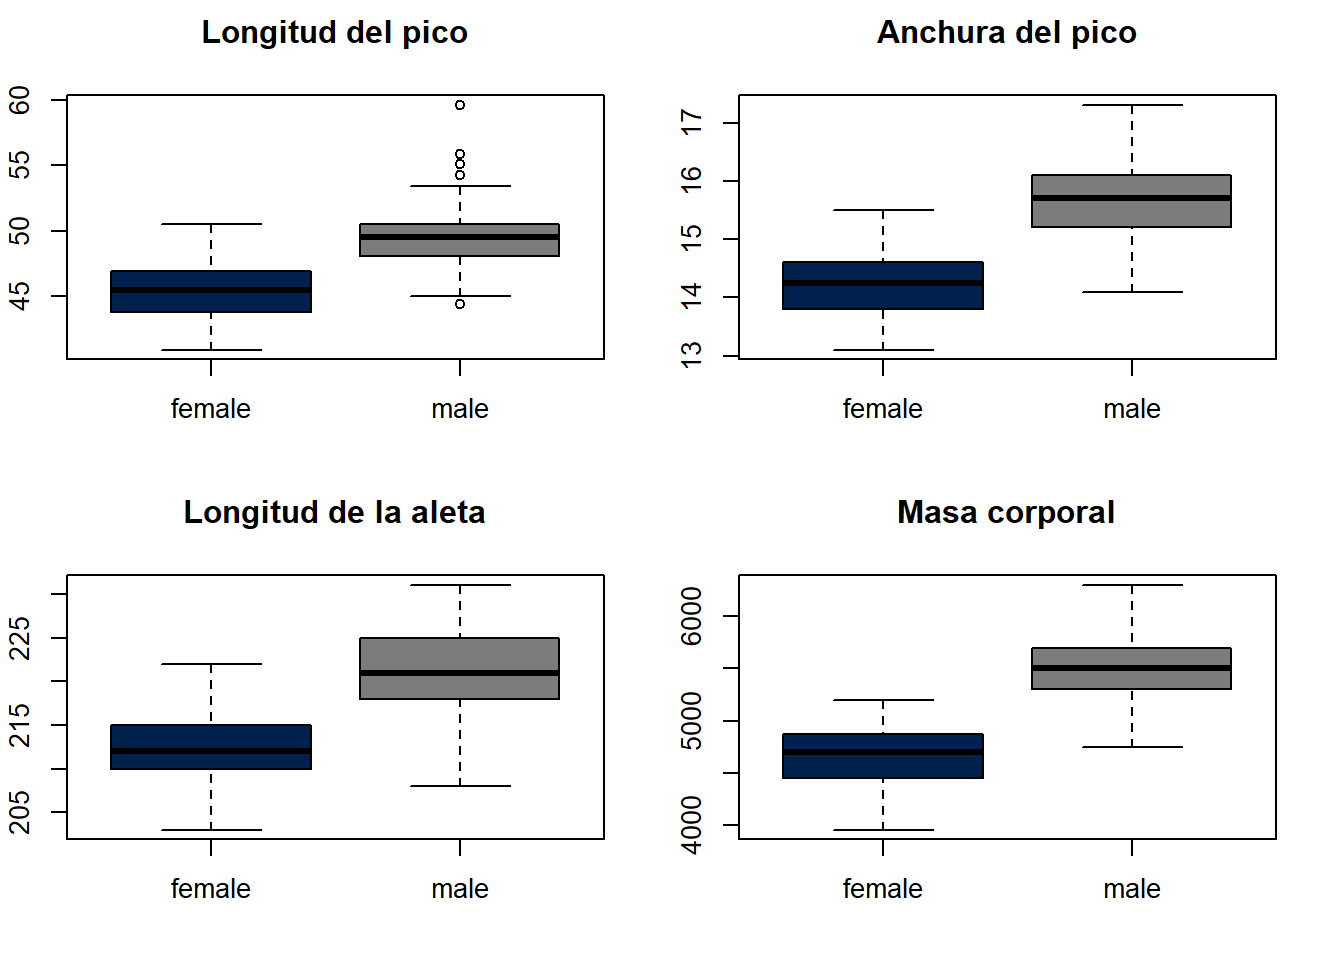 Longitud del pico
60
55
50
45
female male
Anchura del pico
17
16
15
14
13
female male
Longitud de la aleta
225
215
205
female male
Masa corporal
6000
5000
4000
female male